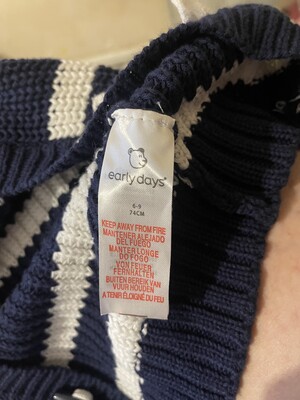 early days
6-9
74CM
KEEP AWAY FROM FIRE
MANTENER ALEJADO
DEL FUEGO
MANTER LONGE
DO FOGO
VON FEUER
FERNHALTEN
BUITEN BEREIK VAN
VUUR HOUDEN
A TENIR ÉLOIGNÉ DU FEU